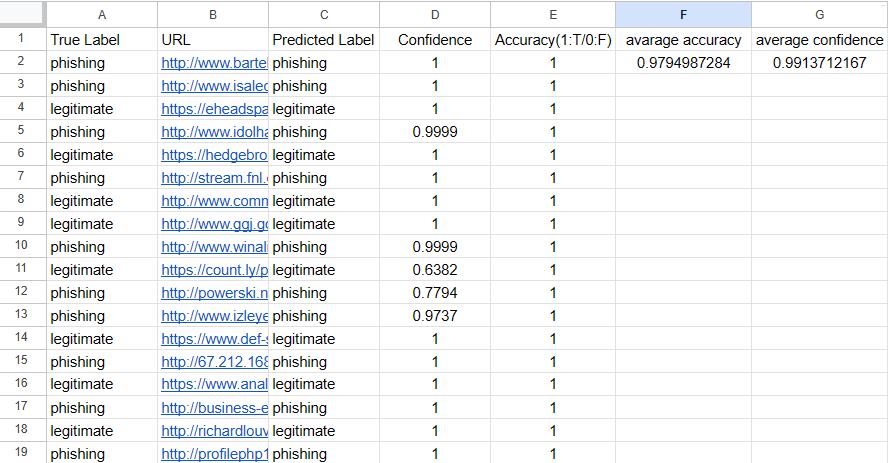 A B C D E F G
1 True Label URL Predicted Label Confidence Accuracy(1:T/0:F) avarage accuracy average confidence
2 phishing http://www.barte phishing 1 1 0.9794987284 0.9913712167
3 phishing http://www.isaled phishing 1 1
4 legitimate https://eheadspa legitimate 1 1
5 phishing http://www.idolha phishing 0.9999 1
6 legitimate https://hedgebro legitimate 1 1
7 phishing http://stream.fnl. phishing 1 1
8 legitimate http://www.comm legitimate 1 1
9 legitimate http://www.ggj.go legitimate 1 1
10 phishing http://www.winali phishing 0.9999 1
11 legitimate https://count.ly/p legitimate 0.6382 1
12 phishing http://powerski.n phishing 0.7794 1
13 phishing http://www.izleye phishing 0.9737 1
14 legitimate https://www.def-s legitimate 1 1
15 phishing http://67.212.168 phishing 1 1
16 legitimate https://www.anal legitimate 1 1
17 phishing http://business-e phishing 1 1
18 legitimate http://richardlouv legitimate 1 1
19 phishing http://profilephp1 phishing 1 1